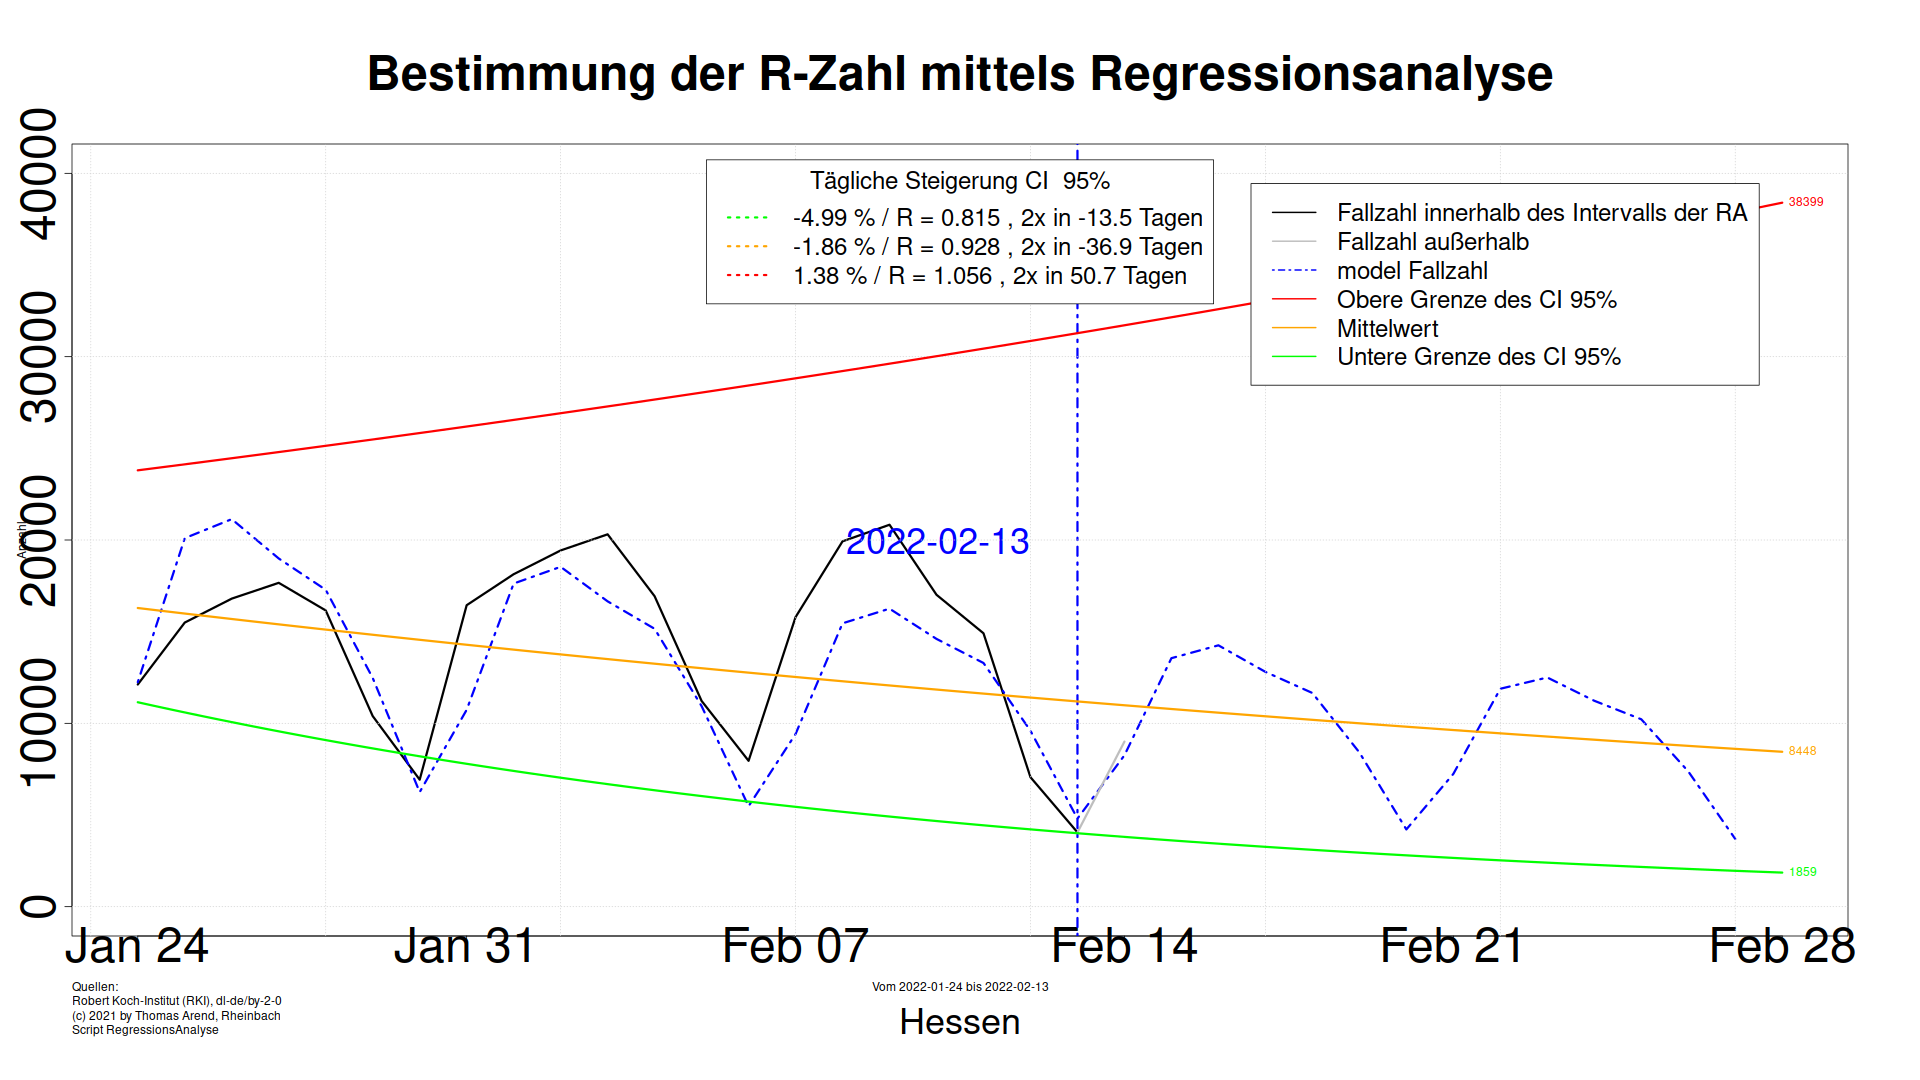 Bestimmung der R-Zahl mittels Regressionsanalyse
40000
30000
20000
10000
0
Anzahl
Tägliche Steigerung CI  95%
-4.99 % / R = 0.815 , 2x in -13.5 Tagen
-1.86 % / R = 0.928 , 2x in -36.9 Tagen
1.38 % / R = 1.056 , 2x in 50.7 Tagen
Fallzahl innerhalb des Intervalls der RA
Fallzahl außerhalb
model Fallzahl
Obere Grenze des CI 95%
Mittelwert
Untere Grenze des CI 95%
38399
2022-02-13
8448
1859
Jan 24
Jan 31
Feb 07
Feb 14
Feb 21
Feb 28
Quellen:
Robert Koch-Institut (RKI), dl-de/by-2-0
(c) 2021 by Thomas Arend, Rheinbach
Script RegressionsAnalyse
Vom 2022-01-24 bis 2022-02-13
Hessen